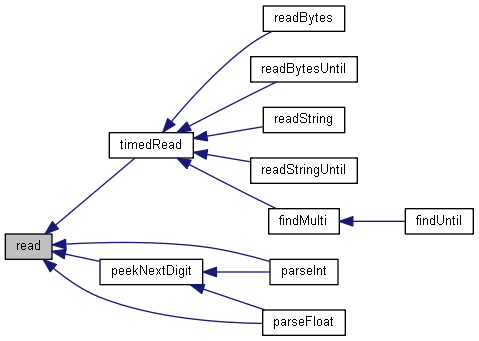 readBytes
readBytesUntil
readString
timedRead
readStringUntil
findMulti
findUntil
read
peekNextDigit
parseInt
parseFloat